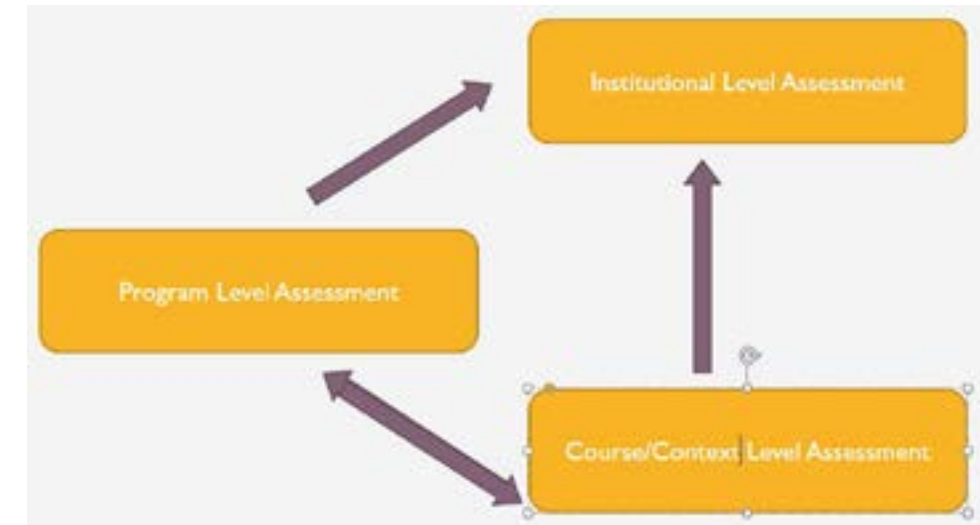 Institutional Level Assessment
Program Level Assessment
Course/Context Level Assessment